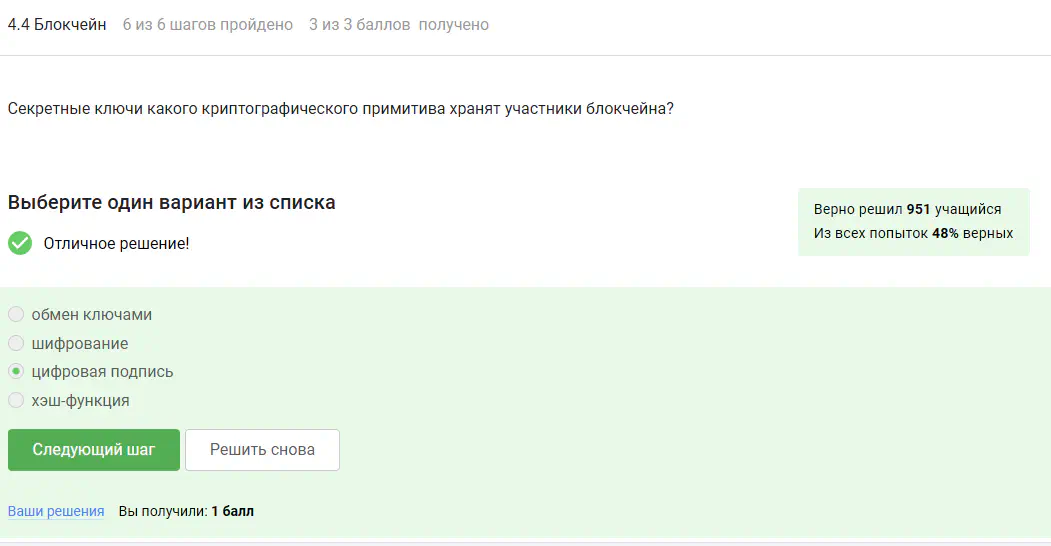 4.4 Блокчейн 6 из 6 шагов пройдено 3 из 3 баллов получено
Секретные ключи какого криптографического примитива хранят участники блокчейна?
Выберите один вариант из списка
Отличное решение!
Верно решил 951 учащийся
Из всех попыток 48% верных
обмен ключами
шифрование
цифровая подпись
хэш-функция
Следующий шаг Решить снова
Ваши решения Вы получили: 1 балл